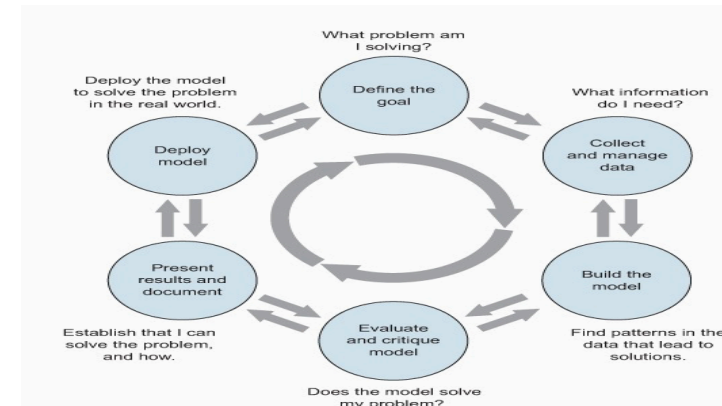 What problem am
I solving?
Define the
goal
What information
do I need?
Collect
and manage
data
Build the
model
Find patterns in the
data that lead to
solutions.
Evaluate
and critique
model
Does the model solve
my problem?
Present
results and
document
Establish that I can
solve the problem,
and how.
Deploy
model
Deploy the model
to solve the problem
in the real world.